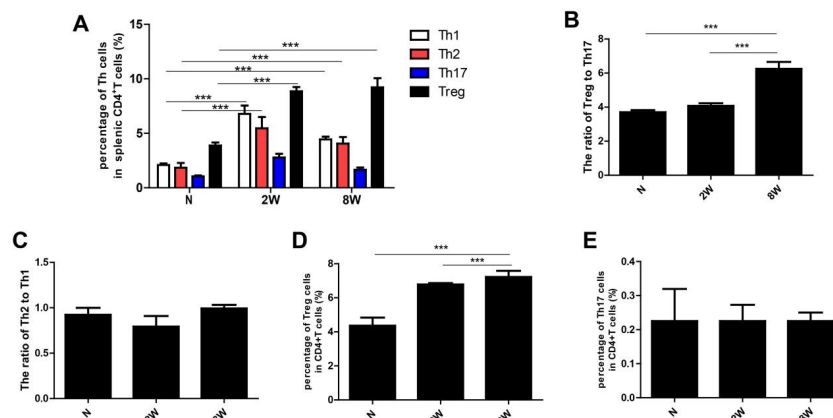 A
percentage of Th cells
in splenic CD4+T cells (%)
15
10
5
0
***
***
***
***
***
***
N
2W
8W
Th1
Th2
Th17
Treg
B
The ratio of Treg to Th17
8
6
4
2
0
***
***
N
2W
8W
C
The ratio of Th2 to Th1
1.5
1.0
0.5
0.0
N
D
percentage of Treg cells
in CD4+T cells (%)
8
6
4
2
0
***
***
N
E
percentage of Th17 cells
in CD4+T cells (%)
0.4
0.3
0.2
0.1
0.0
N